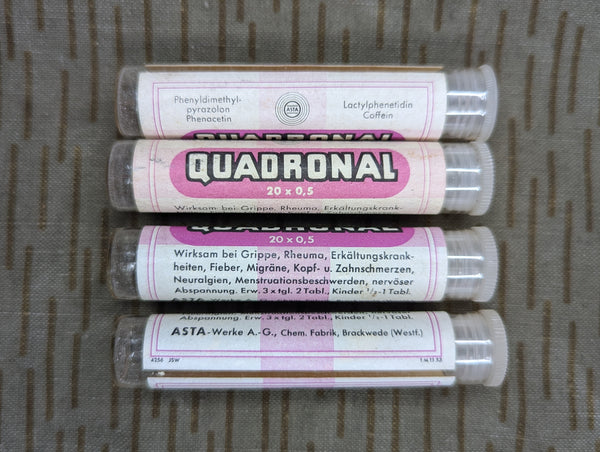 Phenyldimethyl-
pyrazolon
Phenacetin
ASTA
Lactylphenetidin
Coffein
QUADRONAL
QUADRONAL
20 x 0,5
Wirksam bei Grippe, Rheuma, Erkältungskrank-
QUADRONAL
20 x 0,5
Wirksam bei Grippe, Rheuma, Erkältungskrank-
heiten, Fieber, Migräne, Kopf- u. Zahnschmerzen,
Neuralgien, Menstruationsbeschwerden, nervöser
Abspannung. Erw. 3 x tgl. 2 Tabl., Kinder ½-1 Tabl.
Abspannung. Erw. 3 x tgl. 2 Tabl., Kinder ½-1 Tabl.
ASTA-Werke A.-G., Chem. Fabrik, Brackwede (Westf.)
4256 JSW